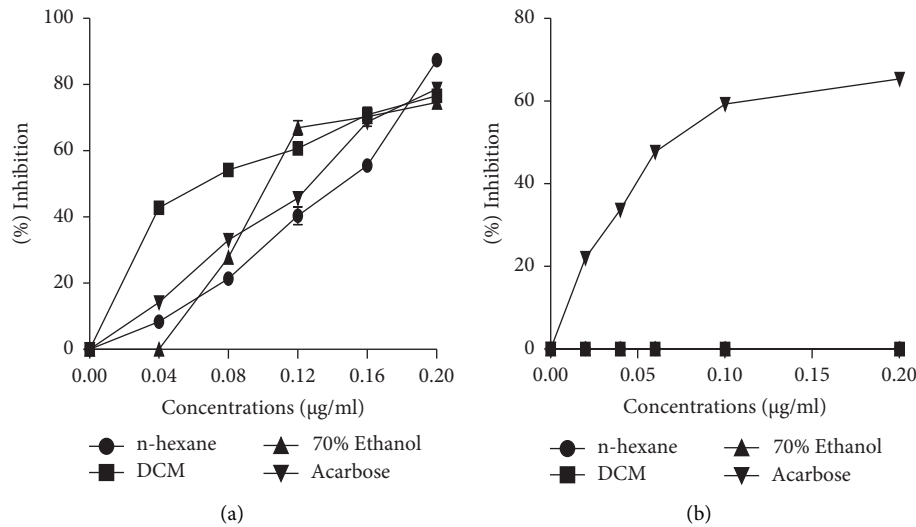 100
80
60
40
20
0
(%) Inhibition
0.00 0.04 0.08 0.12 0.16 0.20
Concentrations (μg/ml)
n-hexane 70% Ethanol
DCM Acarbose
(a)
80
60
40
20
0
(%) Inhibition
0.00 0.05 0.10 0.15 0.20
Concentrations (μg/ml)
n-hexane 70% Ethanol
DCM Acarbose
(b)